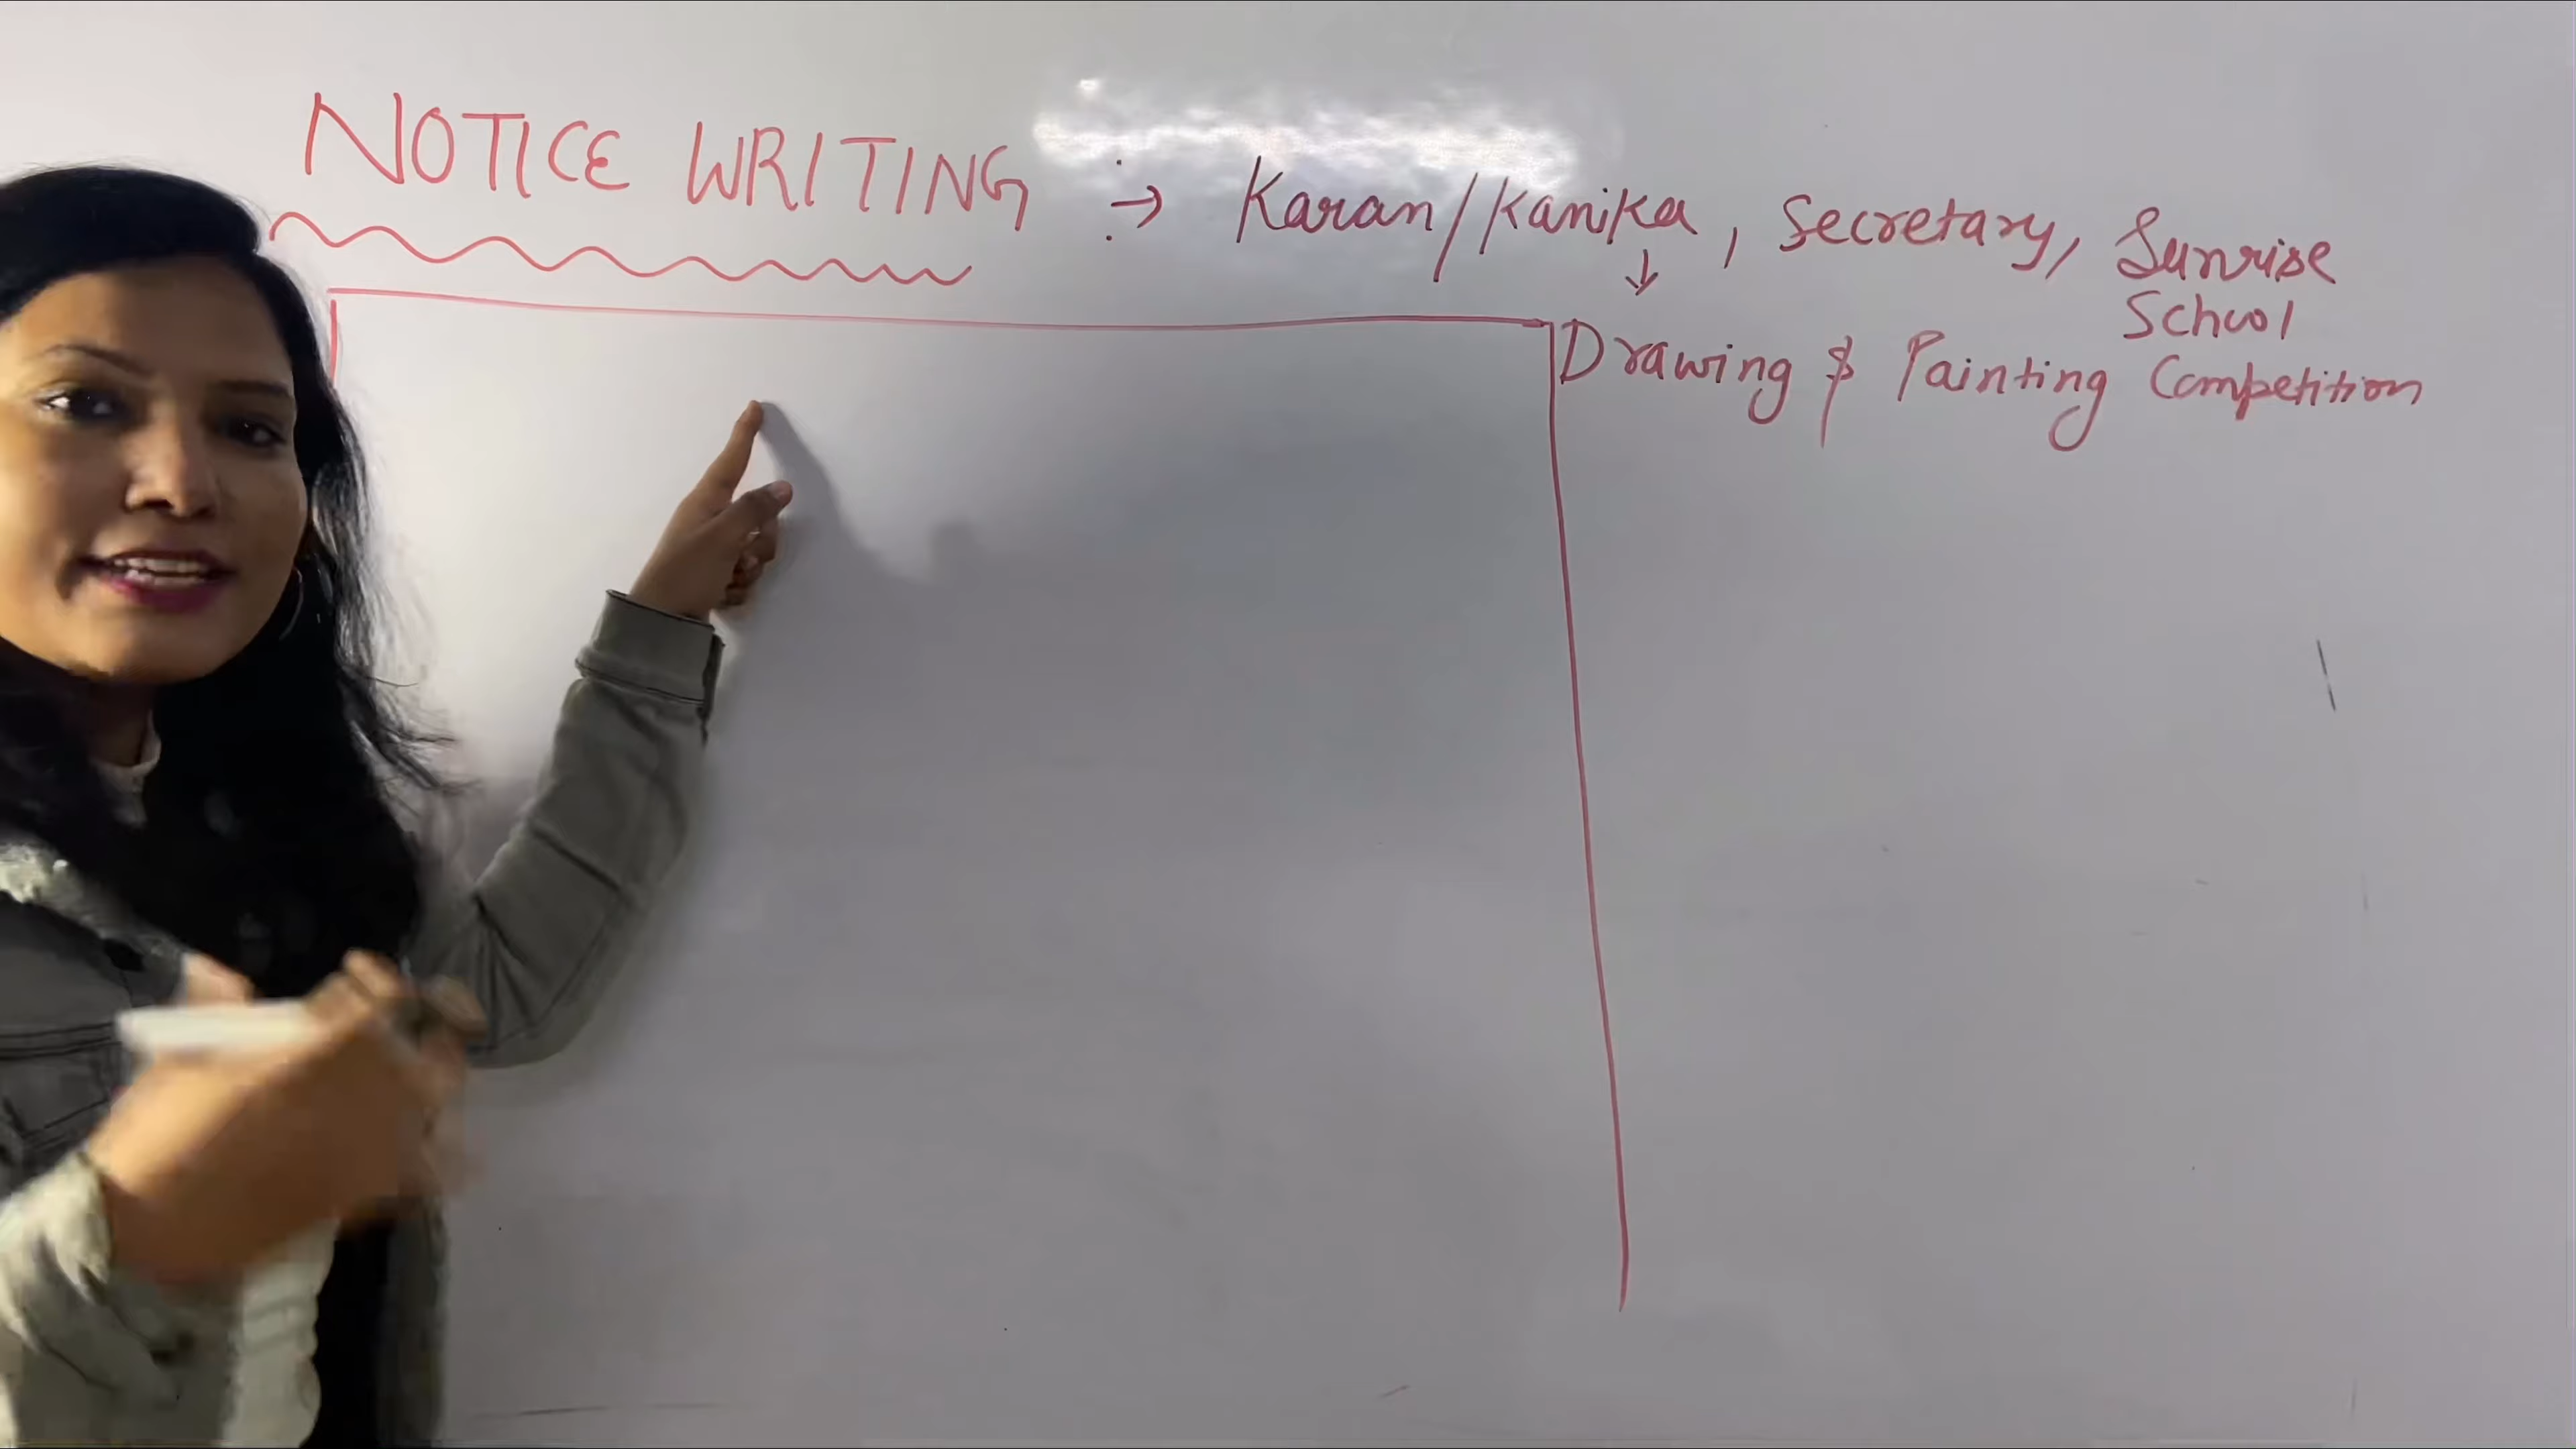 NOTICE WRITING :→ Karan/Kanika, Secretary, Sunrise
↓
School
Drawing & Painting Competition